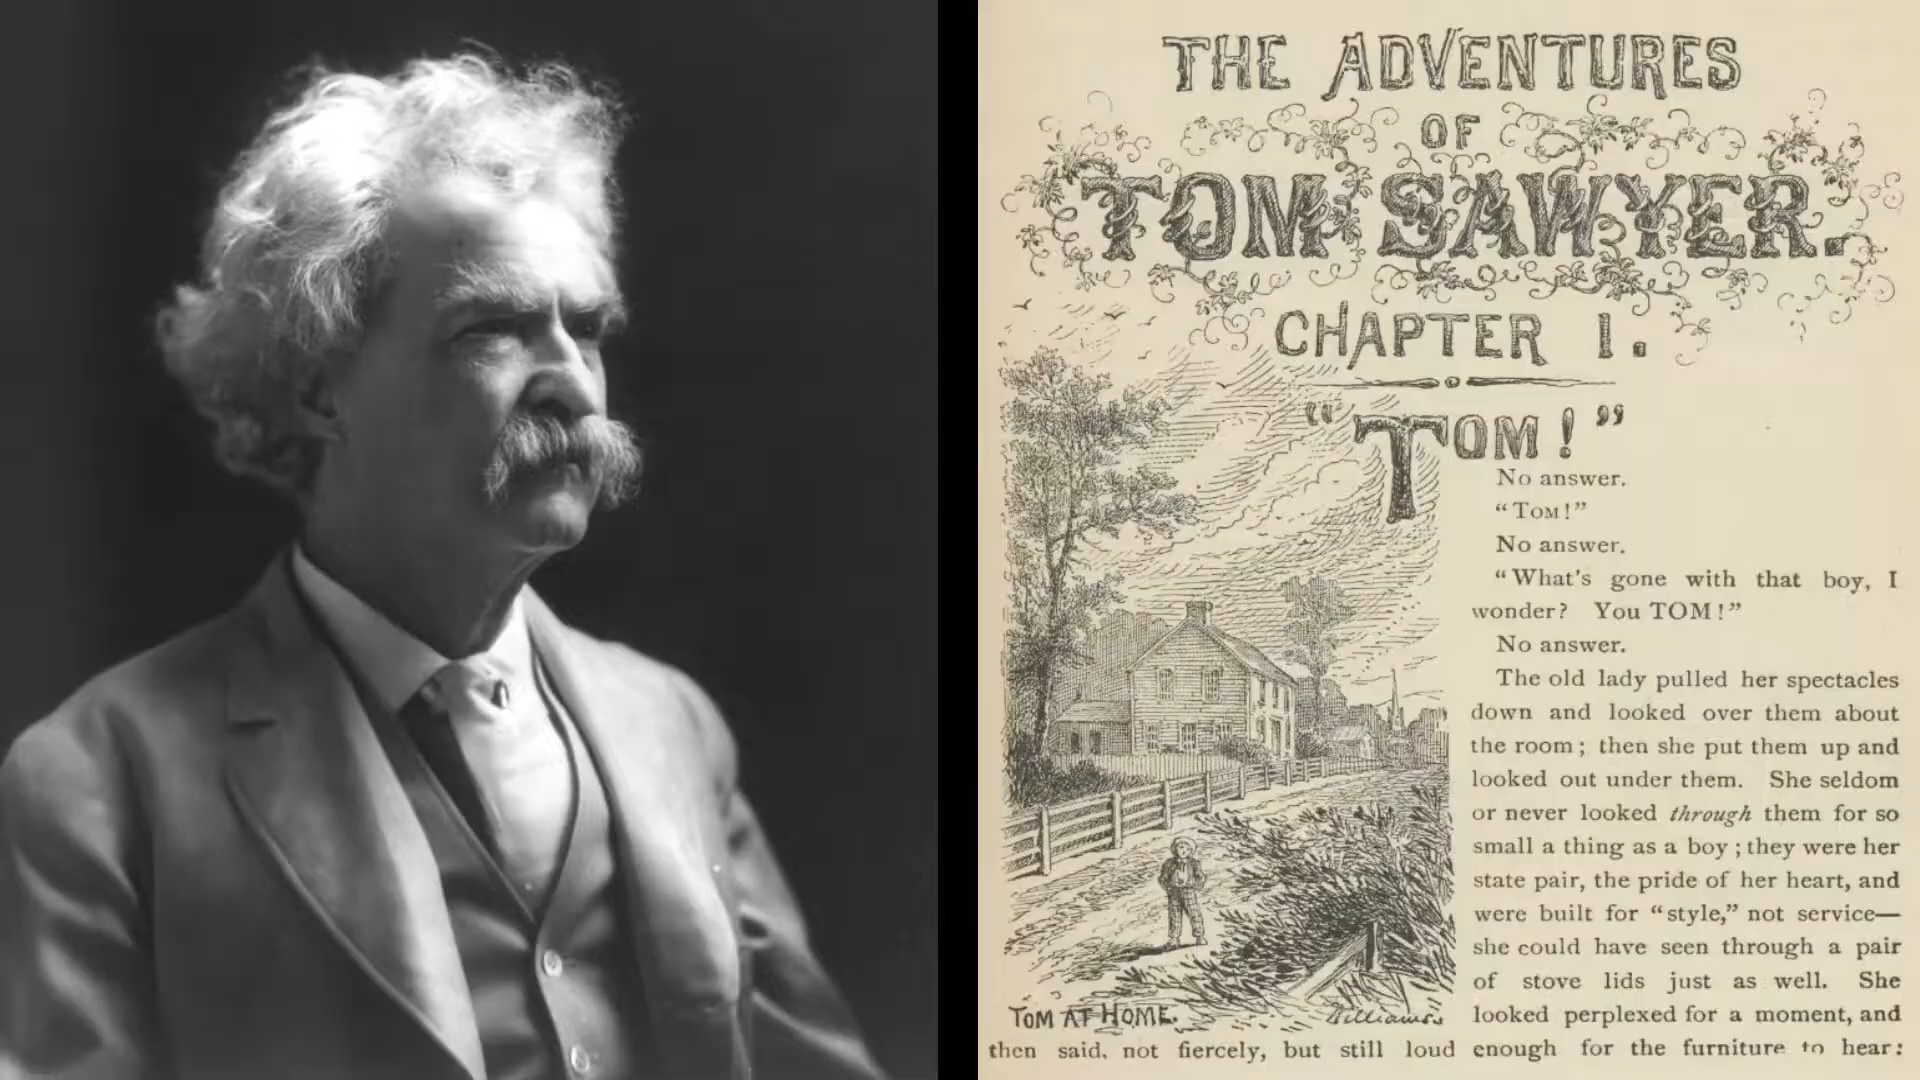 THE ADVENTURES
OF
TOM SAWYER.
CHAPTER I.
"TOM!"
No answer.
"TOM!"
No answer.
"What's gone with that boy, I
wonder? You TOM!"
No answer.
The old lady pulled her spectacles
down and looked over them about
the room; then she put them up and
looked out under them. She seldom
or never looked through them for so
small a thing as a boy; they were her
state pair, the pride of her heart, and
were built for "style," not service—
she could have seen through a pair
of stove lids just as well. She
looked perplexed for a moment, and
TOM AT HOME.
Williams
then said, not fiercely, but still loud enough for the furniture to hear: